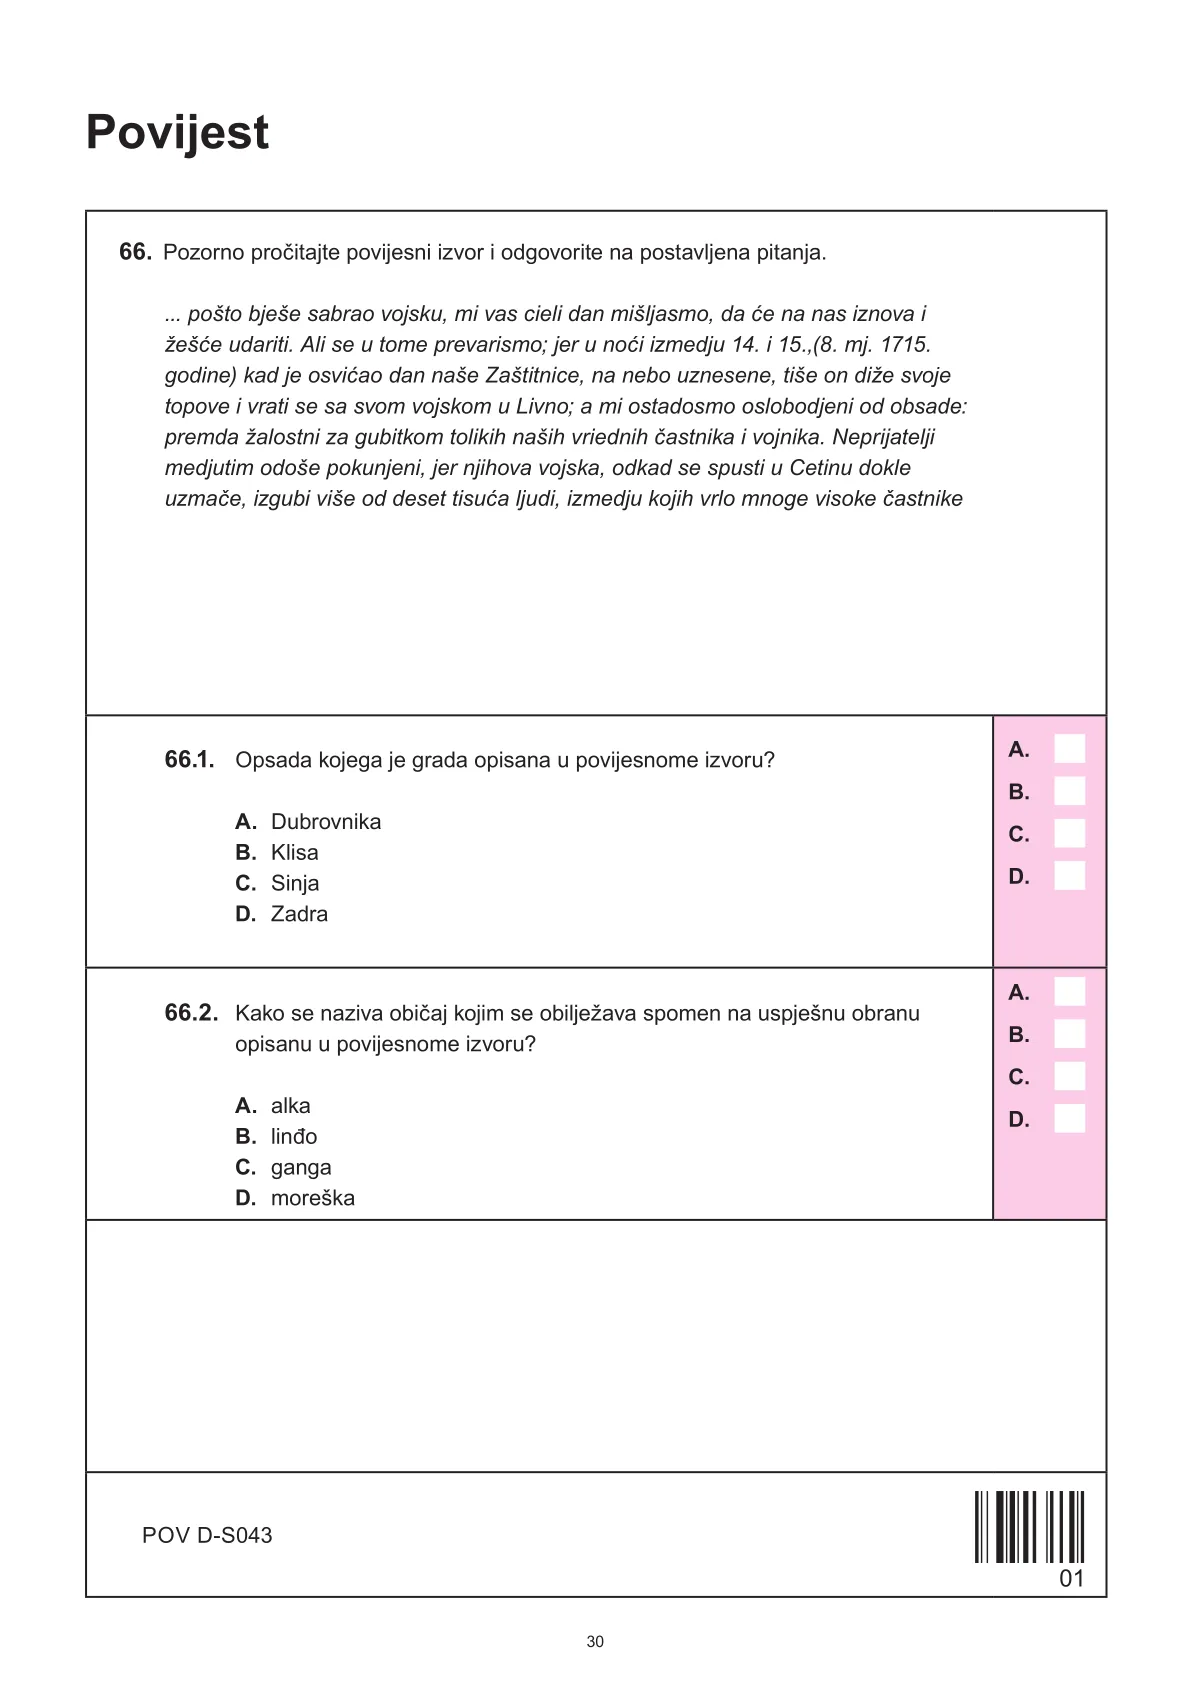 Povijest
66. Pozorno pročitajte povijesni izvor i odgovorite na postavljena pitanja.
... pošto bješe sabrao vojsku, mi vas cieli dan mišljasmo, da će na nas iznova i
žešće udariti. Ali se u tome prevarismo; jer u noći izmedju 14. i 15.,(8. mj. 1715.
godine) kad je osvićao dan naše Zaštitnice, na nebo uznesene, tiše on diže svoje
topove i vrati se sa svom vojskom u Livno; a mi ostadosmo oslobodjeni od obsade:
premda žalostni za gubitkom tolikih naših vriednih častnika i vojnika. Neprijatelji
medjutim odoše pokunjeni, jer njihova vojska, odkad se spusti u Cetinu dokle
uzmače, izgubi više od deset tisuća ljudi, izmedju kojih vrlo mnoge visoke častnike
66.1. Opsada kojega je grada opisana u povijesnome izvoru?
A. Dubrovnika
B. Klisa
C. Sinja
D. Zadra
A.
B.
C.
D.
66.2. Kako se naziva običaj kojim se obilježava spomen na uspješnu obranu
opisanu u povijesnome izvoru?
A. alka
B. linđo
C. ganga
D. moreška
A.
B.
C.
D.
POV D-S043
01
30